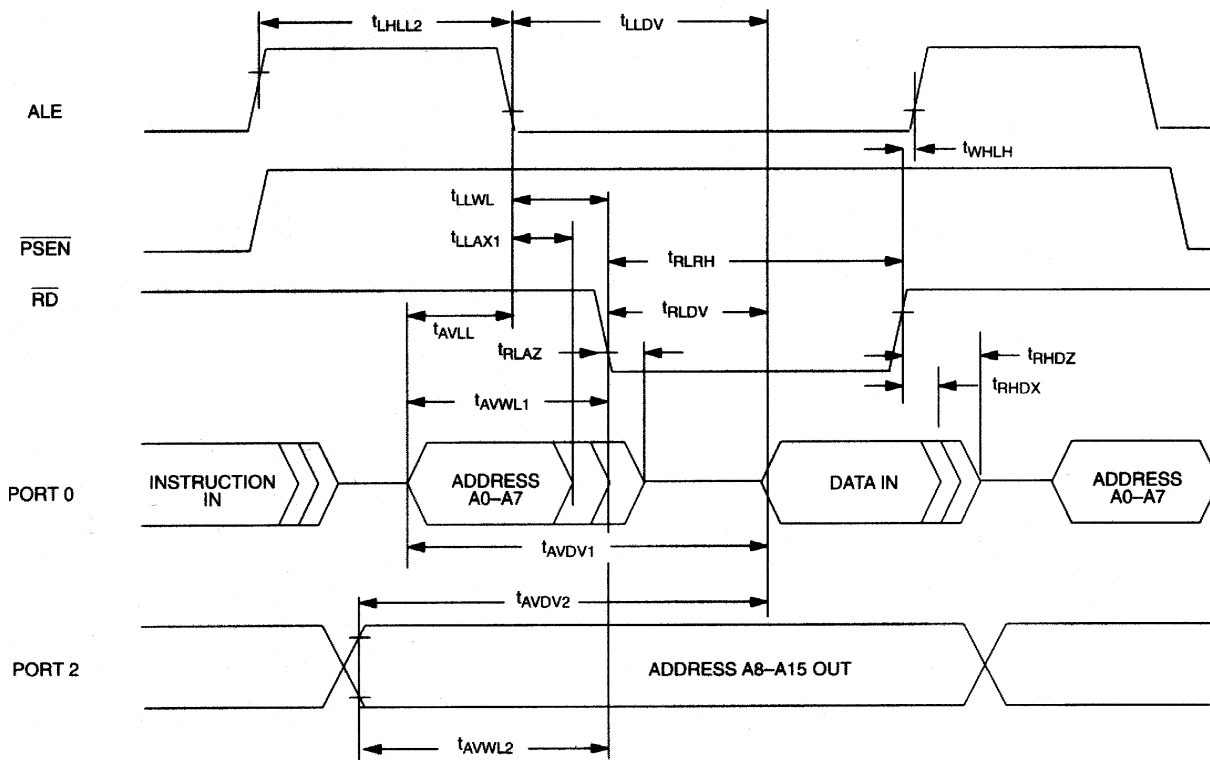 tLHLL2
tLLDV
ALE
tWHLH
tLLWL
PSEN
tLLAX1
tRLRH
RD
tRLDV
tAVLL
tRLAZ
tRHDZ
tRHDX
tAVWL1
PORT 0
INSTRUCTION
IN
ADDRESS
A0–A7
DATA IN
ADDRESS
A0–A7
tAVDV1
tAVDV2
PORT 2
ADDRESS A8–A15 OUT
tAVWL2